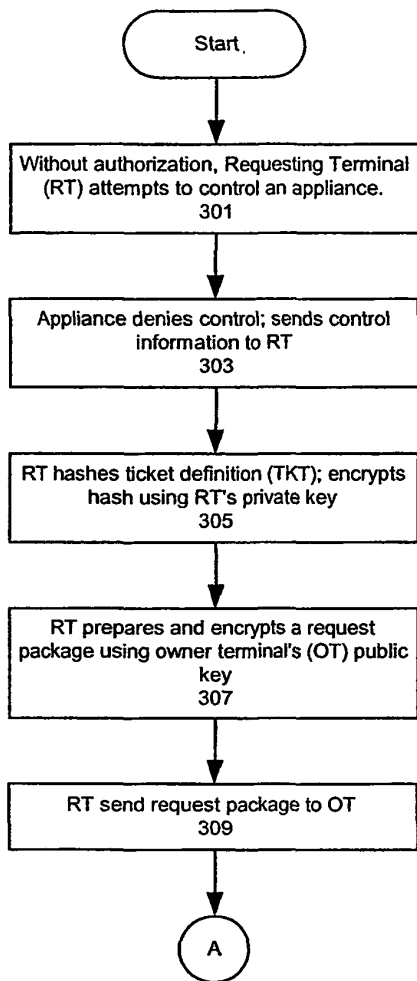 Start
Without authorization, Requesting Terminal
(RT) attempts to control an appliance.
301
Appliance denies control; sends control
information to RT
303
RT hashes ticket definition (TKT); encrypts
hash using RT's private key
305
RT prepares and encrypts a request
package using owner terminal's (OT) public
key
307
RT send request package to OT
309
A